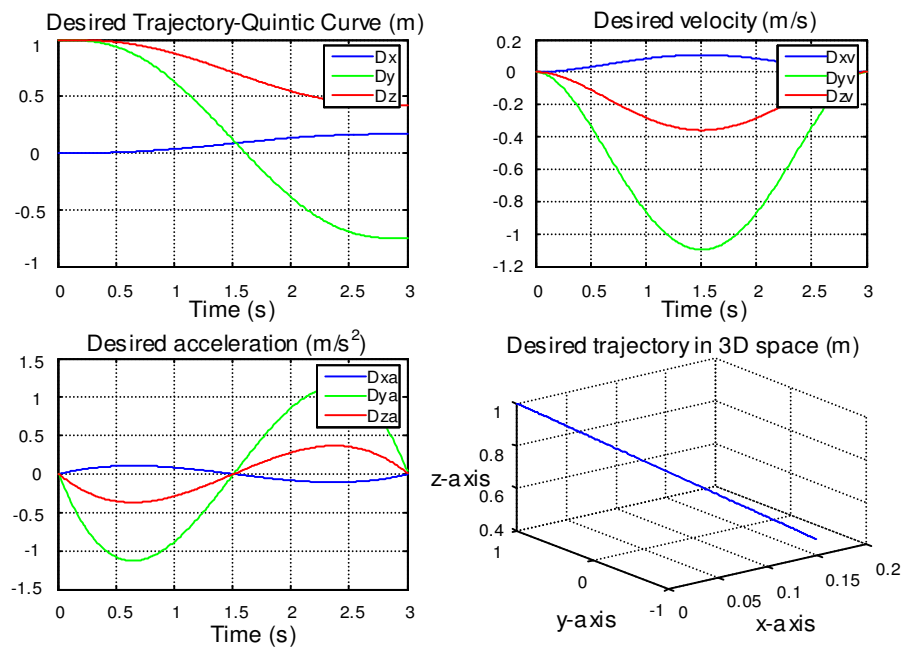 Desired Trajectory-Quintic Curve (m)
1
0.5
0
-0.5
-1
Dx
Dy
Dz
0 0.5 1 1.5 2 2.5 3
Time (s)
Desired velocity (m/s)
0.2
0
-0.2
-0.4
-0.6
-0.8
-1
-1.2
Dxv
Dyv
Dzv
0 0.5 1 1.5 2 2.5 3
Time (s)
Desired acceleration (m/s²)
1.5
1
0.5
0
-0.5
-1
-1.5
Dxa
Dya
Dza
0 0.5 1 1.5 2 2.5 3
Time (s)
Desired trajectory in 3D space (m)
1
0.8
0.6
0.4
z-axis
1
0
-1
y-axis
0 0.05 0.1 0.15 0.2
x-axis